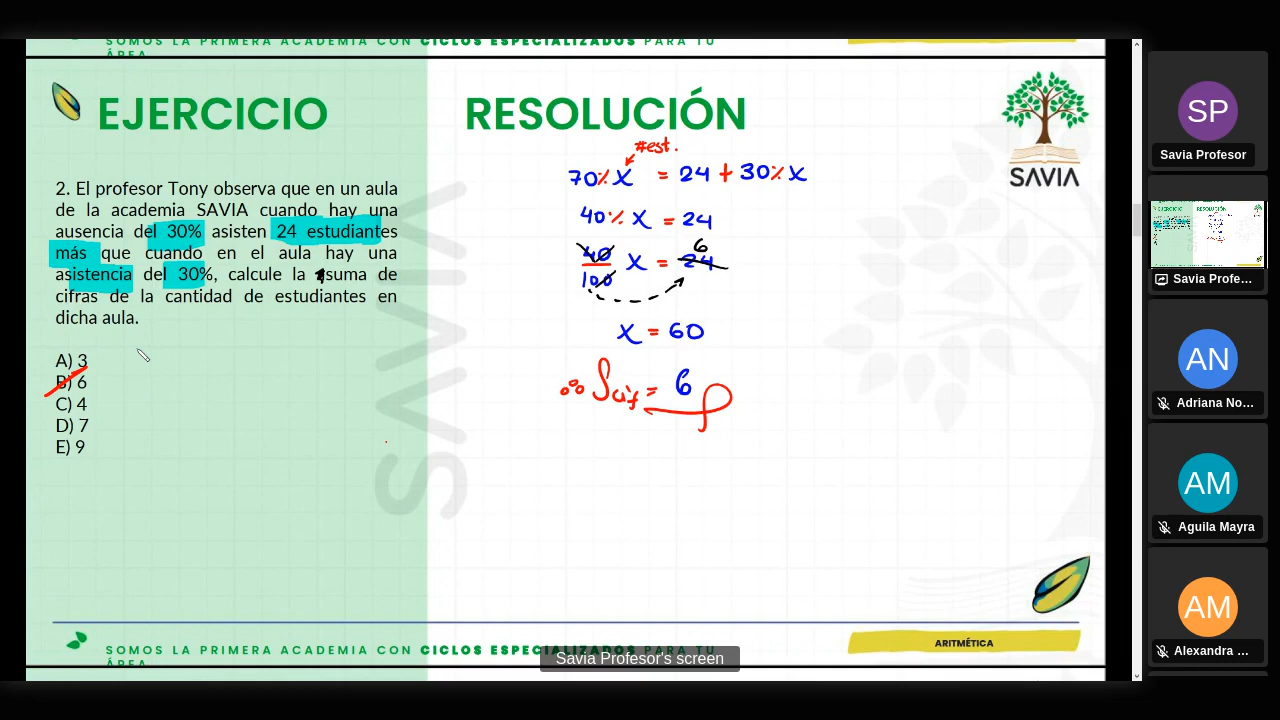 SOMOS LA PRIMERA ACADEMIA CON CICLOS ESPECIALIZADOS PARA TU
ÁREA
EJERCICIO
RESOLUCIÓN
SAVIA
2. El profesor Tony observa que en un aula
de la academia SAVIA cuando hay una
ausencia del 30% asisten 24 estudiantes
más que cuando en el aula hay una
asistencia del 30%, calcule la suma de
cifras de la cantidad de estudiantes en
dicha aula.
A) 3
B) 6
C) 4
D) 7
E) 9
SAVIA
#est.
70% X = 24 + 30% X
40% X = 24
6
40/100 X = 24
X = 60
∴ Scif = 6
SOMOS LA PRIMERA ACADEMIA CON CICLOS ESPECIALIZADOS PARA TU
ÁREA
ARITMÉTICA
Savia Profesor's screen
SP
Savia Profesor
EJERCICIO RESOLUCIÓN
Savia Profe...
AN
Adriana No...
AM
Aguila Mayra
AM
Alexandra ...